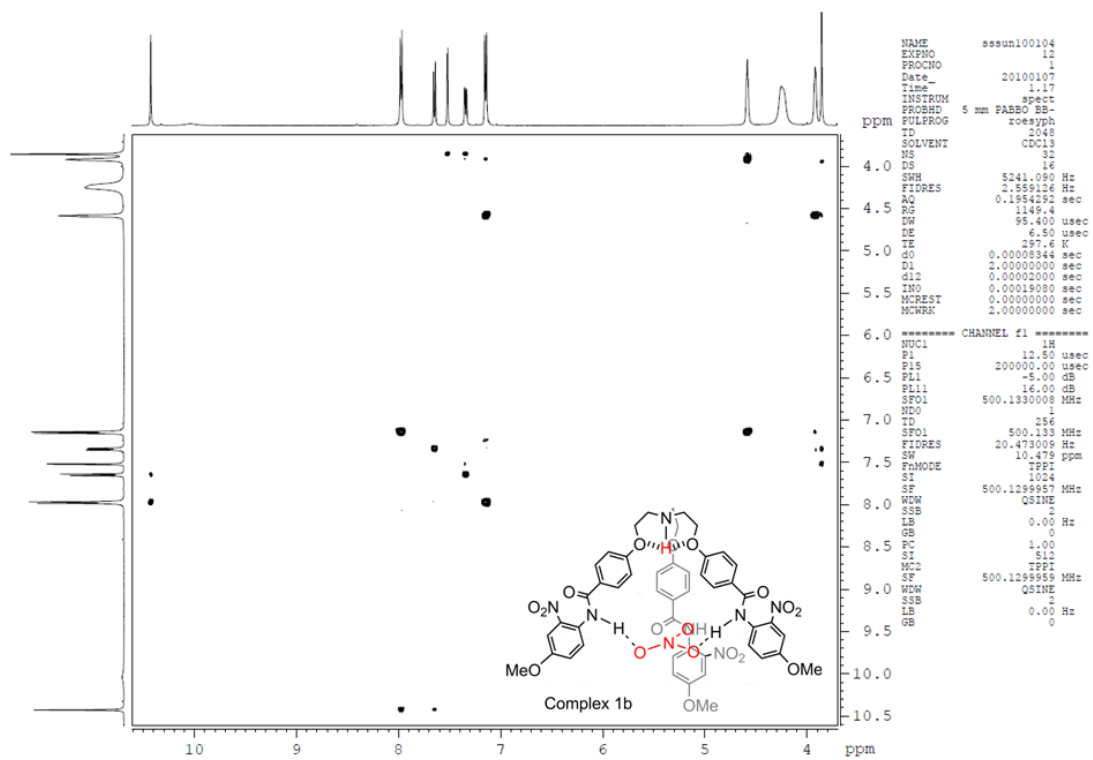 ppm
4.0
4.5
5.0
5.5
6.0
6.5
7.0
7.5
8.0
8.5
9.0
9.5
10.0
10.5
10 9 8 7 6 5 4 ppm
N
H
O O O
O O
NO2 N H
O NH
H N NO2
O N O O
NO2
MeO OMe
OMe
Complex 1b
NAME sssun100104
EXPNO 12
PROCNO 1
Date_ 20100107
Time 1.17
INSTRUM spect
PROBHD 5 mm PABBO BB-
PULPROG roesyph
TD 2048
SOLVENT CDCl3
NS 32
DS 16
SWH 5241.090 Hz
FIDRES 2.559126 Hz
AQ 0.1954292 sec
RG 1149.4
DW 95.400 usec
DE 6.50 usec
TE 297.6 K
d0 0.00008344 sec
D1 2.00000000 sec
d12 0.00002000 sec
IN0 0.00019080 sec
MCREST 0.00000000 sec
MCWRK 2.00000000 sec
======== CHANNEL f1 ========
NUC1 1H
P1 12.50 usec
P15 200000.00 usec
PL1 -5.00 dB
PL11 16.00 dB
SFO1 500.1330008 MHz
ND0 1
TD 256
SFO1 500.133 MHz
FIDRES 20.473009 Hz
SW 10.479 ppm
FnMODE TPPI
SI 1024
SF 500.1299957 MHz
WDW QSINE
SSB 2
LB 0.00 Hz
GB 0
PC 1.00
SI 512
MC2 TPPI
SF 500.1299959 MHz
WDW QSINE
SSB 2
LB 0.00 Hz
GB 0